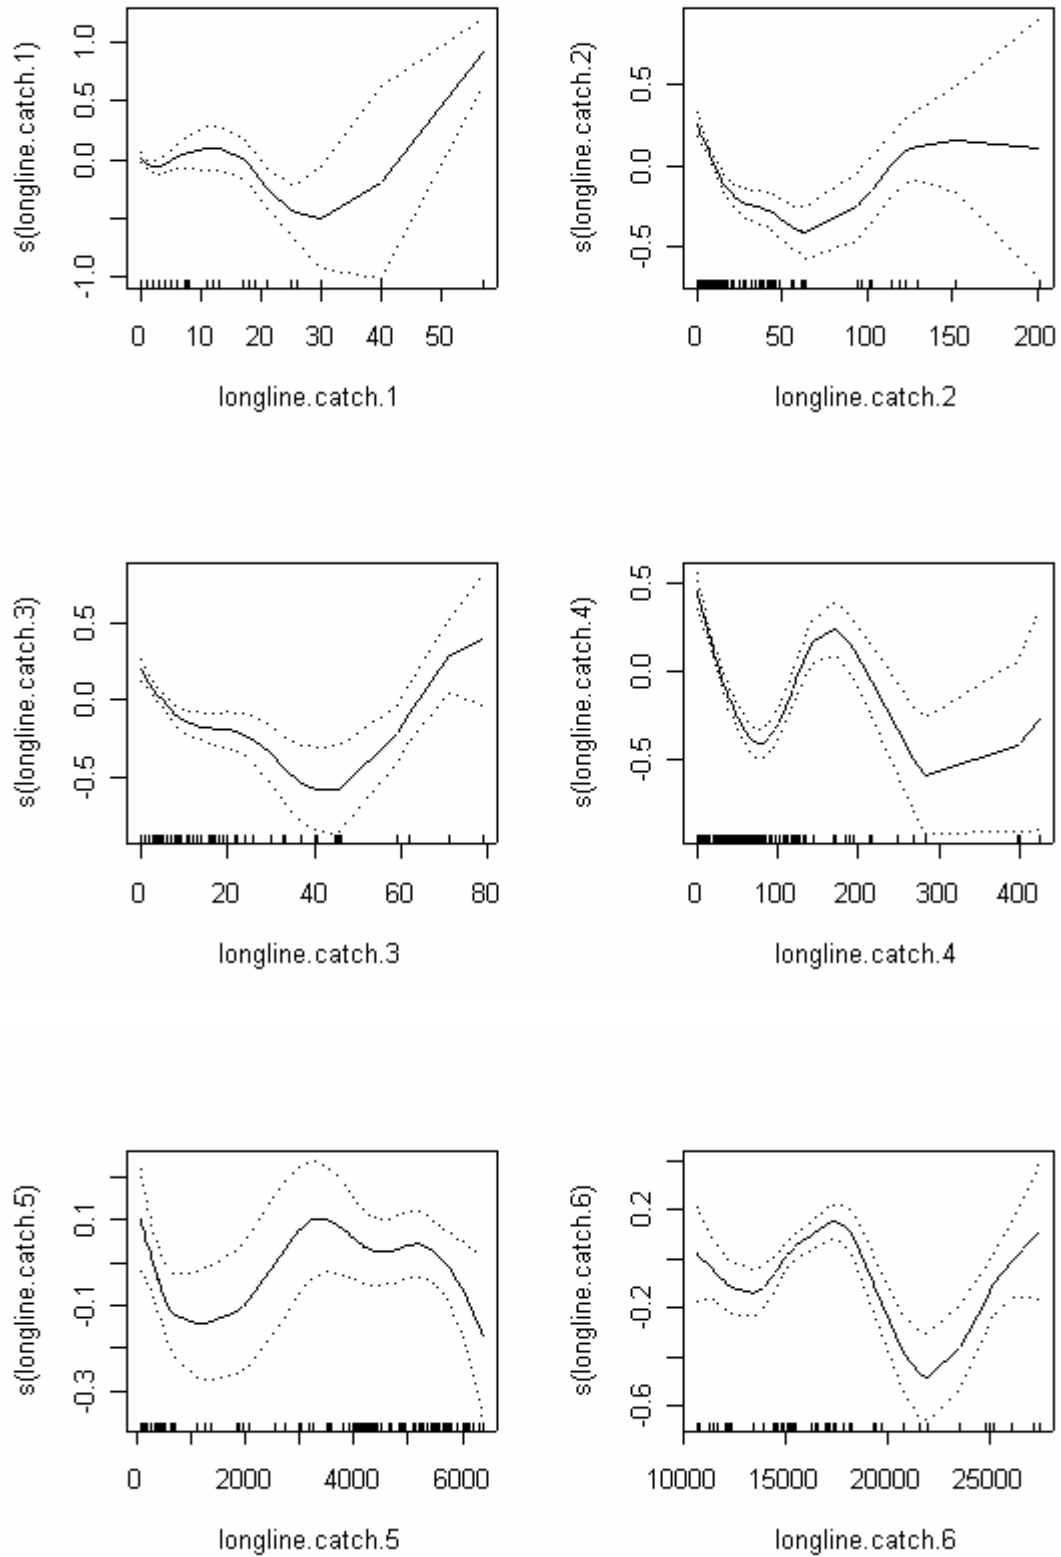 s(longline.catch.1)
-1.0 0.0 0.5 1.0
0 10 20 30 40 50
longline.catch.1
s(longline.catch.2)
-0.5 0.0 0.5
0 50 100 150 200
longline.catch.2
s(longline.catch.3)
-0.5 0.0 0.5
0 20 40 60 80
longline.catch.3
s(longline.catch.4)
-0.5 0.0 0.5
0 100 200 300 400
longline.catch.4
s(longline.catch.5)
-0.3 -0.1 0.1
0 2000 4000 6000
longline.catch.5
s(longline.catch.6)
-0.6 -0.2 0.2
10000 15000 20000 25000
longline.catch.6